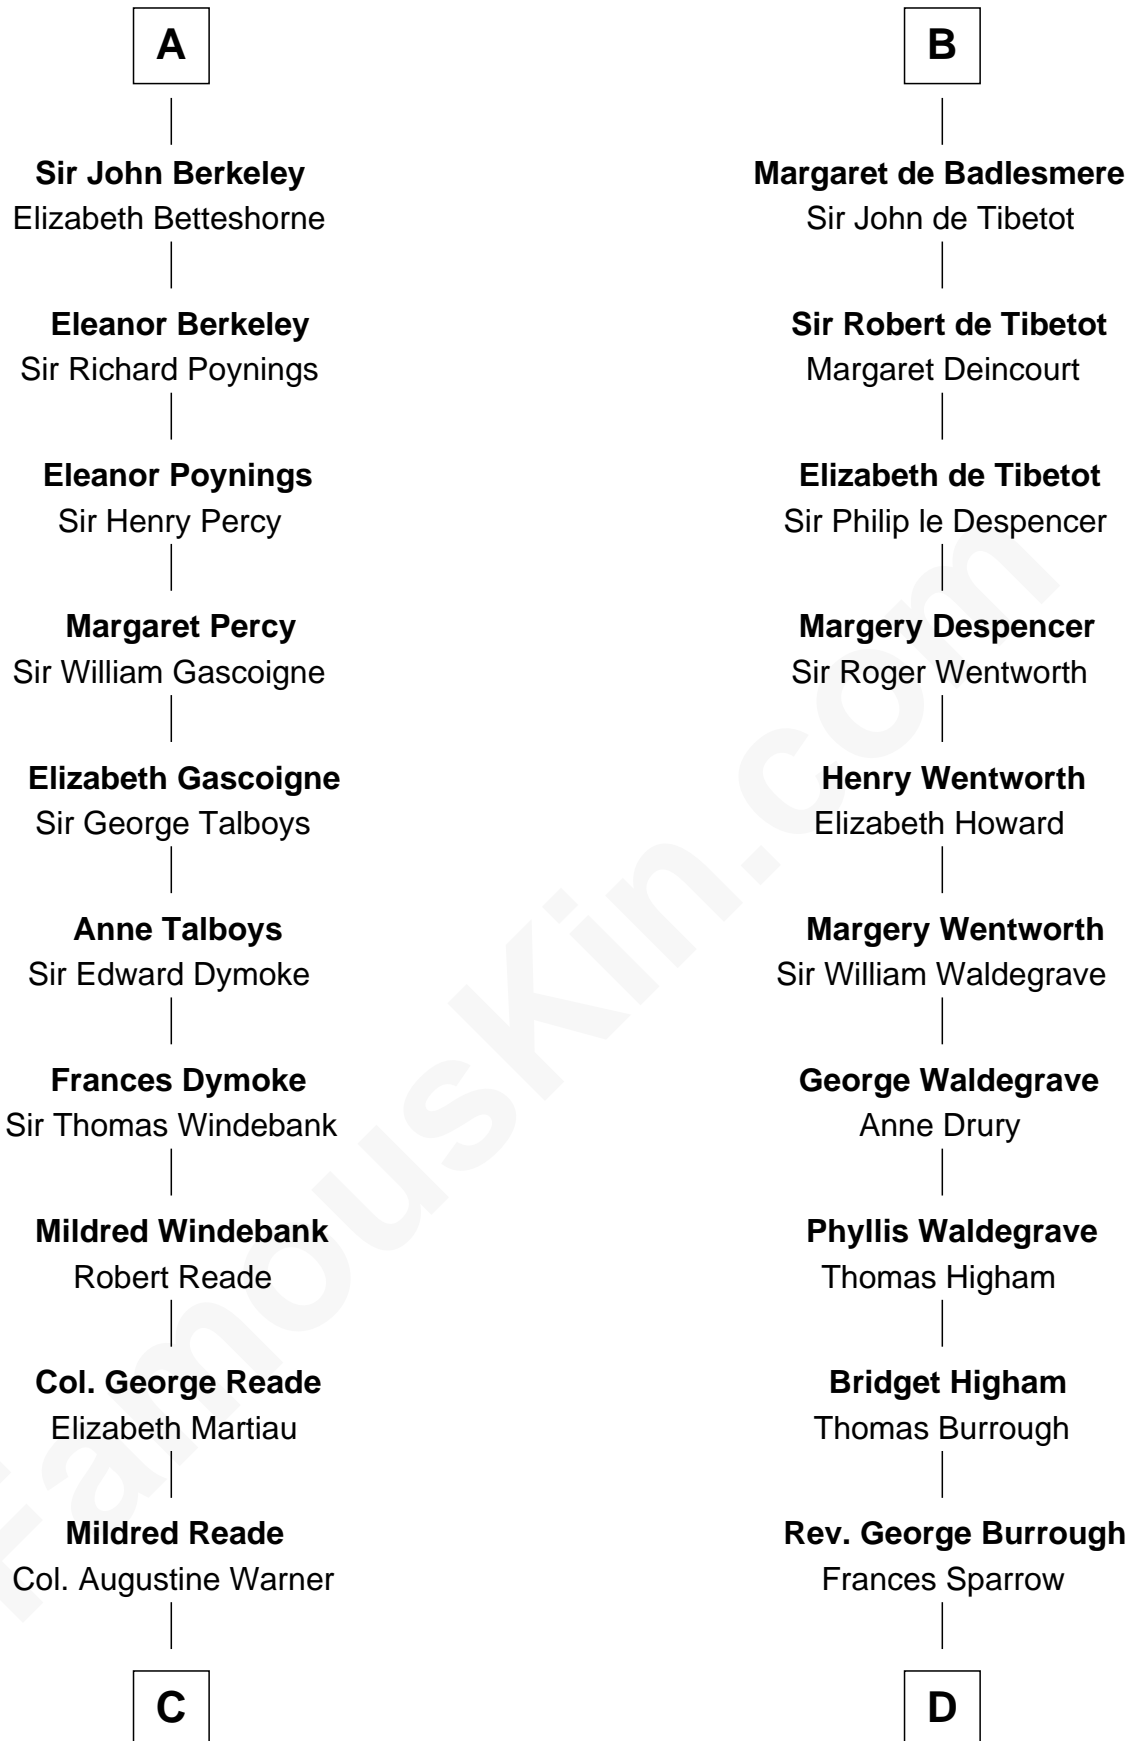 A
Sir John Berkeley
Elizabeth Betteshorne
Eleanor Berkeley
Sir Richard Poynings
Eleanor Poynings
Sir Henry Percy
Margaret Percy
Sir William Gascoigne
Elizabeth Gascoigne
Sir George Talboys
Anne Talboys
Sir Edward Dymoke
Frances Dymoke
Sir Thomas Windebank
Mildred Windebank
Robert Reade
Col. George Reade
Elizabeth Martiau
Mildred Reade
Col. Augustine Warner
C
B
Margaret de Badlesmere
Sir John de Tibetot
Sir Robert de Tibetot
Margaret Deincourt
Elizabeth de Tibetot
Sir Philip le Despencer
Margery Despencer
Sir Roger Wentworth
Henry Wentworth
Elizabeth Howard
Margery Wentworth
Sir William Waldegrave
George Waldegrave
Anne Drury
Phyllis Waldegrave
Thomas Higham
Bridget Higham
Thomas Burrough
Rev. George Burrough
Frances Sparrow
D
FamousKin.com